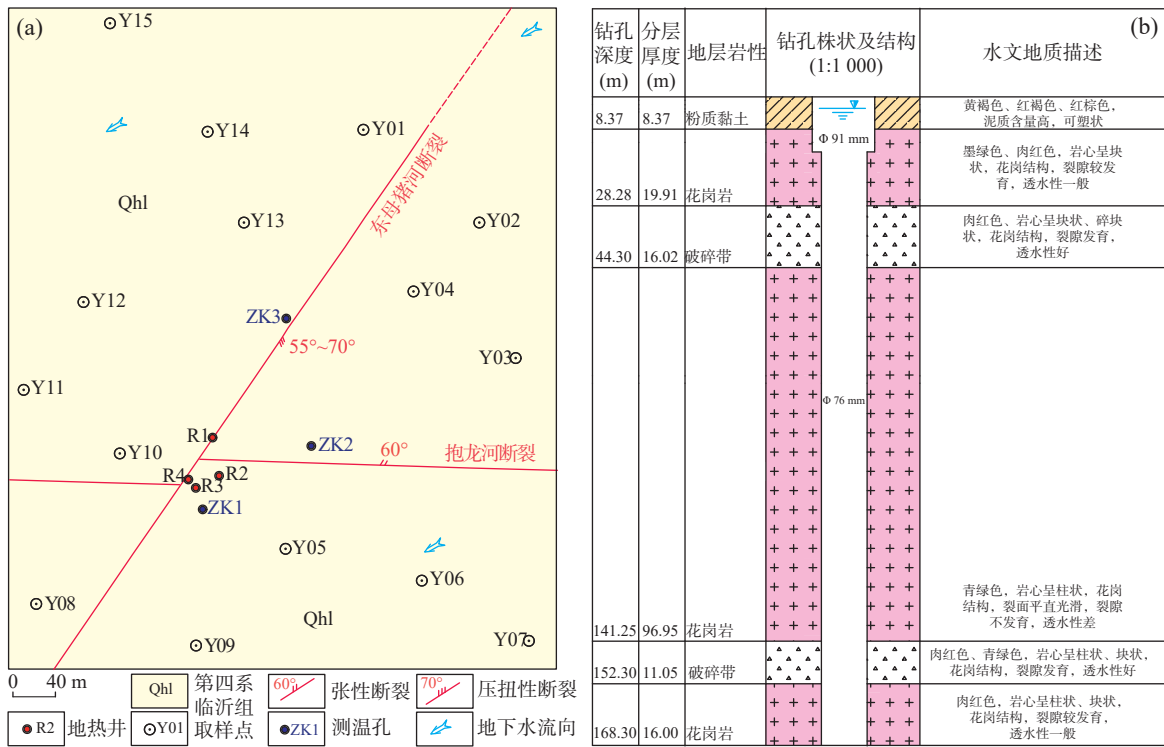 (a)
Y15
Y14
Y01
东母猪河断裂
Qhl
Y13
Y02
Y04
Y12
ZK3
55°~70°
Y03
Y11
R1
ZK2
抱龙河断裂
60°
Y10
R4
R2
R3
ZK1
Y05
Y06
Y08
Qhl
Y09
Y07
0 40 m
Qhl 第四系临沂组
60° 张性断裂
70° 压扭性断裂
R2 地热井
Y01 取样点
ZK1 测温孔
地下水流向
(b)
钻孔深度(m) 分层厚度(m) 地层岩性 钻孔株状及结构(1:1 000) 水文地质描述
8.37 8.37 粉质黏土
黄褐色、红褐色、红棕色，
泥质含量高，可塑状
Φ 91 mm
28.28 19.91 花岗岩
墨绿色、肉红色，岩心呈块
状，花岗结构，裂隙较发
育，透水性一般
44.30 16.02 破碎带
肉红色、岩心呈块状、碎块
状，花岗结构，裂隙发育，
透水性好
Φ 76 mm
141.25 96.95 花岗岩
青绿色，岩心呈柱状，花岗
结构，裂面平直光滑，裂隙
不发育，透水性差
152.30 11.05 破碎带
肉红色、青绿色，岩心呈柱状、块状，
花岗结构，裂隙发育，透水性好
168.30 16.00 花岗岩
肉红色，岩心呈柱状、块状，
花岗结构，裂隙较发育，
透水性一般